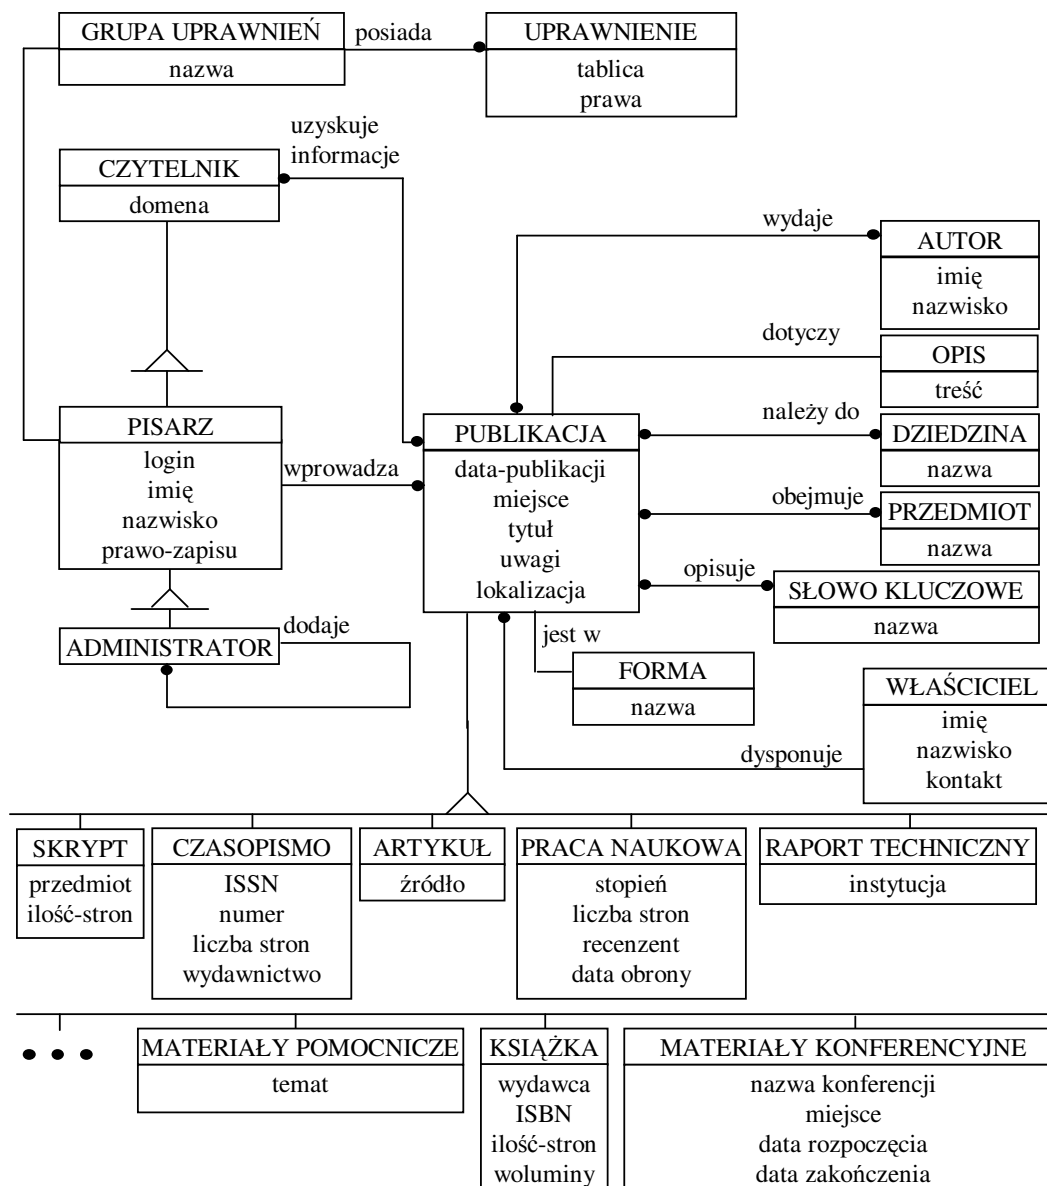 GRUPA UPRAWNIEŃ
nazwa
posiada
UPRAWNIENIE
tablica
prawa
uzyskuje
informacje
CZYTELNIK
domena
wydaje
AUTOR
imię
nazwisko
dotyczy
OPIS
treść
PISARZ
login
imię
nazwisko
prawo-zapisu
wprowadza
PUBLIKACJA
data-publikacji
miejsce
tytuł
uwagi
lokalizacja
należy do
DZIEDZINA
nazwa
obejmuje
PRZEDMIOT
nazwa
opisuje
SŁOWO KLUCZOWE
nazwa
ADMINISTRATOR
dodaje
jest w
FORMA
nazwa
WŁAŚCICIEL
imię
nazwisko
kontakt
dysponuje
SKRYPT
przedmiot
ilość-stron
CZASOPISMO
ISSN
numer
liczba stron
wydawnictwo
ARTYKUŁ
źródło
PRACA NAUKOWA
stopień
liczba stron
recenzent
data obrony
RAPORT TECHNICZNY
instytucja
MATERIAŁY POMOCNICZE
temat
KSIĄŻKA
wydawca
ISBN
ilość-stron
woluminy
MATERIAŁY KONFERENCYJNE
nazwa konferencji
miejsce
data rozpoczęcia
data zakończenia